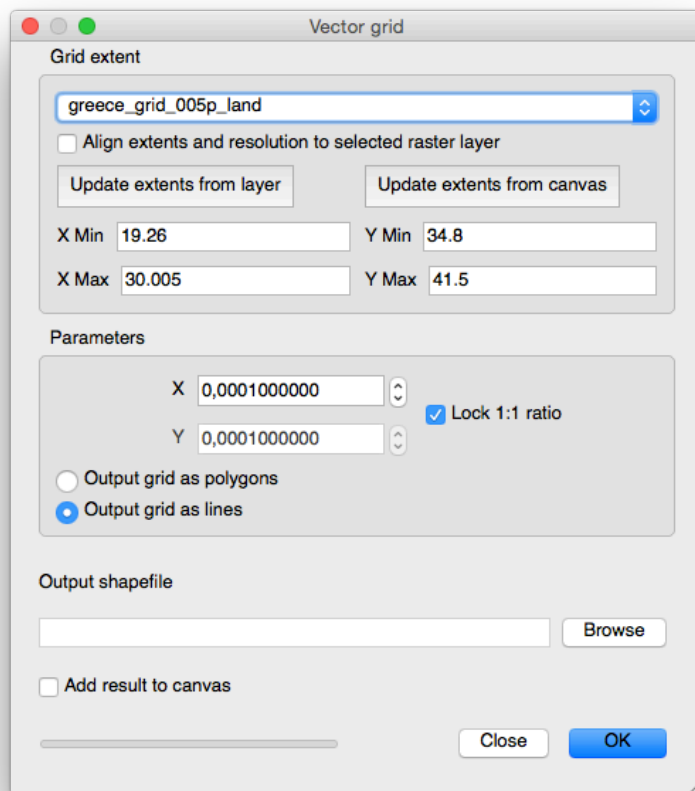 Vector grid
Grid extent
greece_grid_005p_land
Align extents and resolution to selected raster layer
Update extents from layer Update extents from canvas
X Min 19.26 Y Min 34.8
X Max 30.005 Y Max 41.5
Parameters
X 0,0001000000
Lock 1:1 ratio
Y 0,0001000000
Output grid as polygons
Output grid as lines
Output shapefile
Browse
Add result to canvas
Close OK